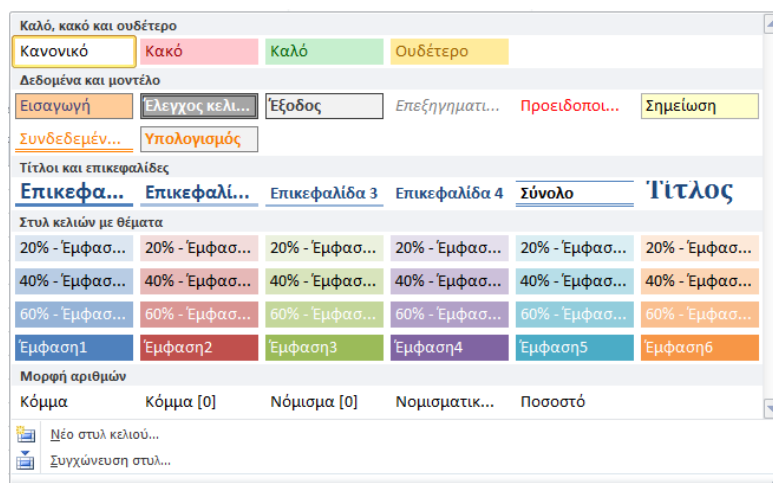 Καλό, κακό και ουδέτερο
Κανονικό Κακό Καλό Ουδέτερο
Δεδομένα και μοντέλο
Εισαγωγή Έλεγχος κελι... Έξοδος Επεξηγηματι... Προειδοποι... Σημείωση
Συνδεδεμέν... Υπολογισμός
Τίτλοι και επικεφαλίδες
Επικεφα... Επικεφαλί... Επικεφαλίδα 3 Επικεφαλίδα 4 Σύνολο Τίτλος
Στυλ κελιών με θέματα
20% - Έμφασ... 20% - Έμφασ... 20% - Έμφασ... 20% - Έμφασ... 20% - Έμφασ... 20% - Έμφασ...
40% - Έμφασ... 40% - Έμφασ... 40% - Έμφασ... 40% - Έμφασ... 40% - Έμφασ... 40% - Έμφασ...
60% - Έμφασ... 60% - Έμφασ... 60% - Έμφασ... 60% - Έμφασ... 60% - Έμφασ... 60% - Έμφασ...
Έμφαση1 Έμφαση2 Έμφαση3 Έμφαση4 Έμφαση5 Έμφαση6
Μορφή αριθμών
Κόμμα Κόμμα [0] Νόμισμα [0] Νομισματικ... Ποσοστό
Νέο στυλ κελιού...
Συγχώνευση στυλ...